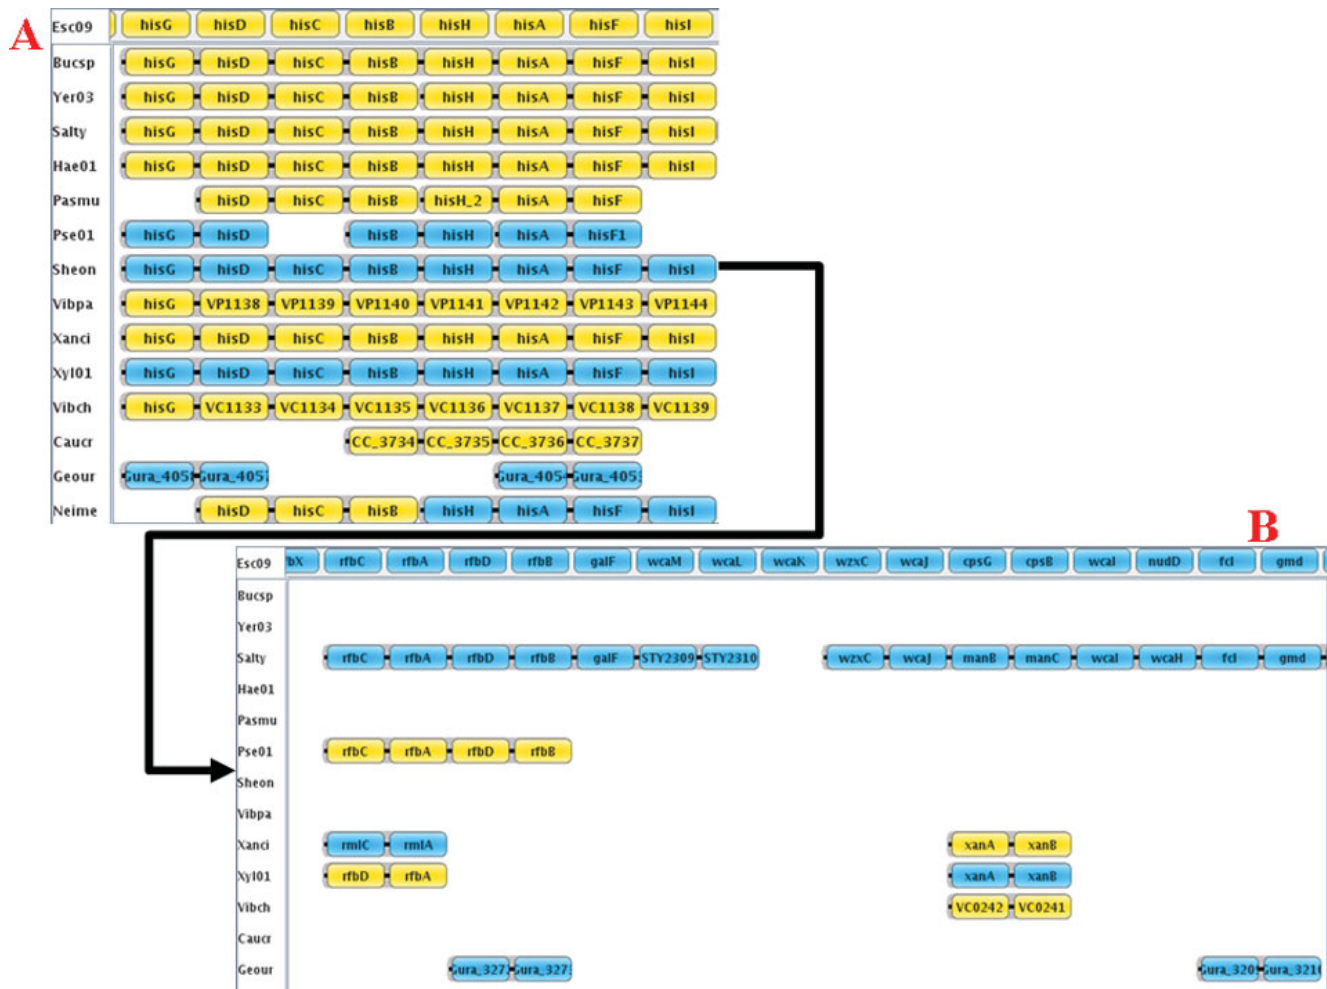 A
Esc09 hisG hisD hisC hisB hisH hisA hisF hisI
Bucsp hisG hisD hisC hisB hisH hisA hisF hisI
Yer03 hisG hisD hisC hisB hisH hisA hisF hisI
Salty hisG hisD hisC hisB hisH hisA hisF hisI
Hae01 hisG hisD hisC hisB hisH hisA hisF hisI
Pasmu hisD hisC hisB hisH_2 hisA hisF
Pse01 hisG hisD hisB hisH hisA hisF1
Sheon hisG hisD hisC hisB hisH hisA hisF hisI
Vibpa hisG VP1138 VP1139 VP1140 VP1141 VP1142 VP1143 VP1144
Xanci hisG hisD hisC hisB hisH hisA hisF hisI
Xyl01 hisG hisD hisC hisB hisH hisA hisF hisI
Vibch hisG VC1133 VC1134 VC1135 VC1136 VC1137 VC1138 VC1139
Caucr CC_3734 CC_3735 CC_3736 CC_3737
Geour
Neime hisD hisC hisB hisH hisA hisF hisI
B
Esc09 rfbC rfbA rfbD rfbB galF wcaM wcaL wcaK wzxC wcaJ cpsG cpsB wcaI nudD fcl gmd
Bucsp
Yer03
Salty rfbC rfbA rfbD rfbB galF STY2309 STY2310 wzxC wcaJ manB manC wcaI wcaH fcl gmd
Hae01
Pasmu
Pse01 rfbC rfbA rfbD rfbB
Sheon
Vibpa
Xanci rmlC rmlA xanA xanB
Xyl01 rfbD rfbA xanA xanB
Vibch VC0242 VC0241
Caucr
Geour